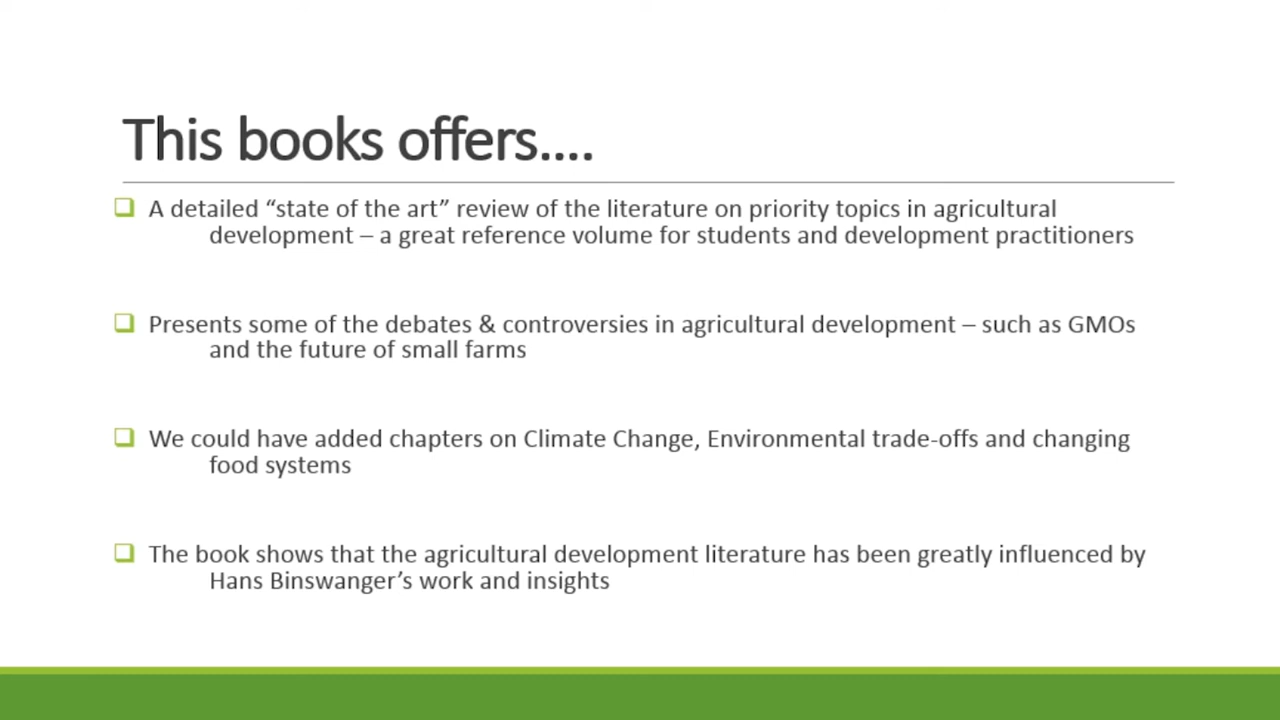 This books offers....
A detailed “state of the art” review of the literature on priority topics in agricultural
development – a great reference volume for students and development practitioners
Presents some of the debates & controversies in agricultural development – such as GMOs
and the future of small farms
We could have added chapters on Climate Change, Environmental trade-offs and changing
food systems
The book shows that the agricultural development literature has been greatly influenced by
Hans Binswanger’s work and insights